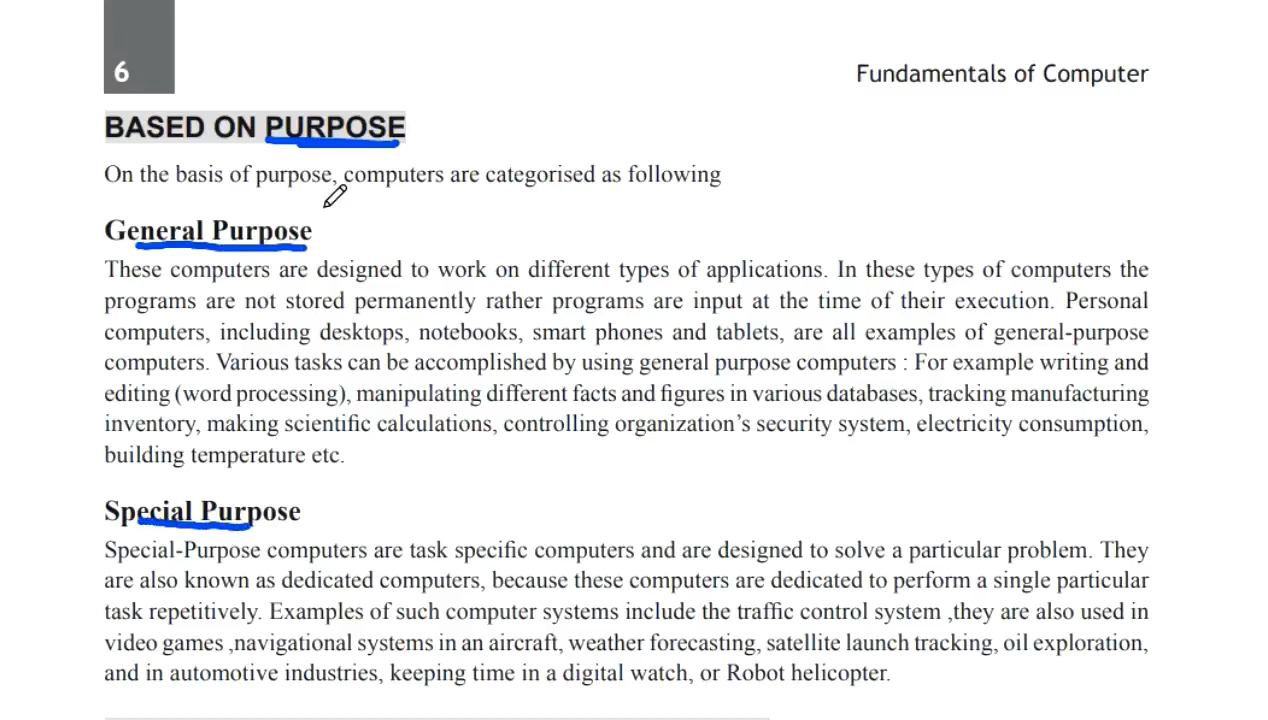 6
Fundamentals of Computer
BASED ON PURPOSE
On the basis of purpose, computers are categorised as following
General Purpose
These computers are designed to work on different types of applications. In these types of computers the
programs are not stored permanently rather programs are input at the time of their execution. Personal
computers, including desktops, notebooks, smart phones and tablets, are all examples of general-purpose
computers. Various tasks can be accomplished by using general purpose computers : For example writing and
editing (word processing), manipulating different facts and figures in various databases, tracking manufacturing
inventory, making scientific calculations, controlling organization’s security system, electricity consumption,
building temperature etc.
Special Purpose
Special-Purpose computers are task specific computers and are designed to solve a particular problem. They
are also known as dedicated computers, because these computers are dedicated to perform a single particular
task repetitively. Examples of such computer systems include the traffic control system ,they are also used in
video games ,navigational systems in an aircraft, weather forecasting, satellite launch tracking, oil exploration,
and in automotive industries, keeping time in a digital watch, or Robot helicopter.